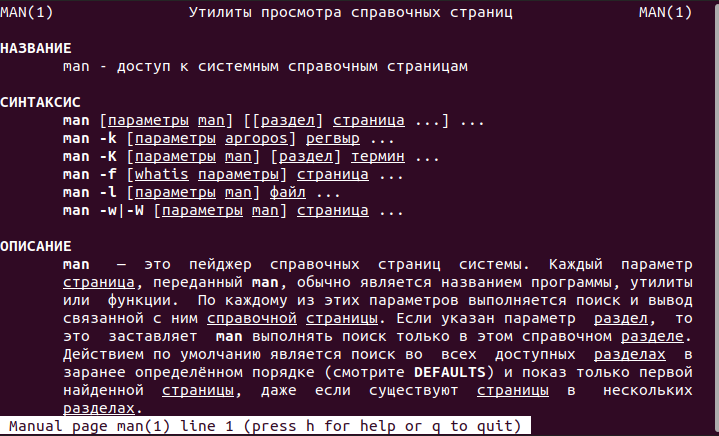 MAN(1) Утилиты просмотра справочных страниц MAN(1)
НАЗВАНИЕ
man - доступ к системным справочным страницам
СИНТАКСИС
man [параметры man] [[раздел] страница ...] ...
man -k [параметры apropos] регвыр ...
man -K [параметры man] [раздел] термин ...
man -f [whatis параметры] страница ...
man -l [параметры man] файл ...
man -w|-W [параметры man] страница ...
ОПИСАНИЕ
man — это пейджер справочных страниц системы. Каждый параметр
страница, переданный man, обычно является названием программы, утилиты
или функции. По каждому из этих параметров выполняется поиск и вывод
связанной с ним справочной страницы. Если указан параметр раздел, то
это заставляет man выполнять поиск только в этом справочном разделе.
Действием по умолчанию является поиск во всех доступных разделах в
заранее определённом порядке (смотрите DEFAULTS) и показ только первой
найденной страницы, даже если существуют страницы в нескольких
разделах.
Manual page man(1) line 1 (press h for help or q to quit)